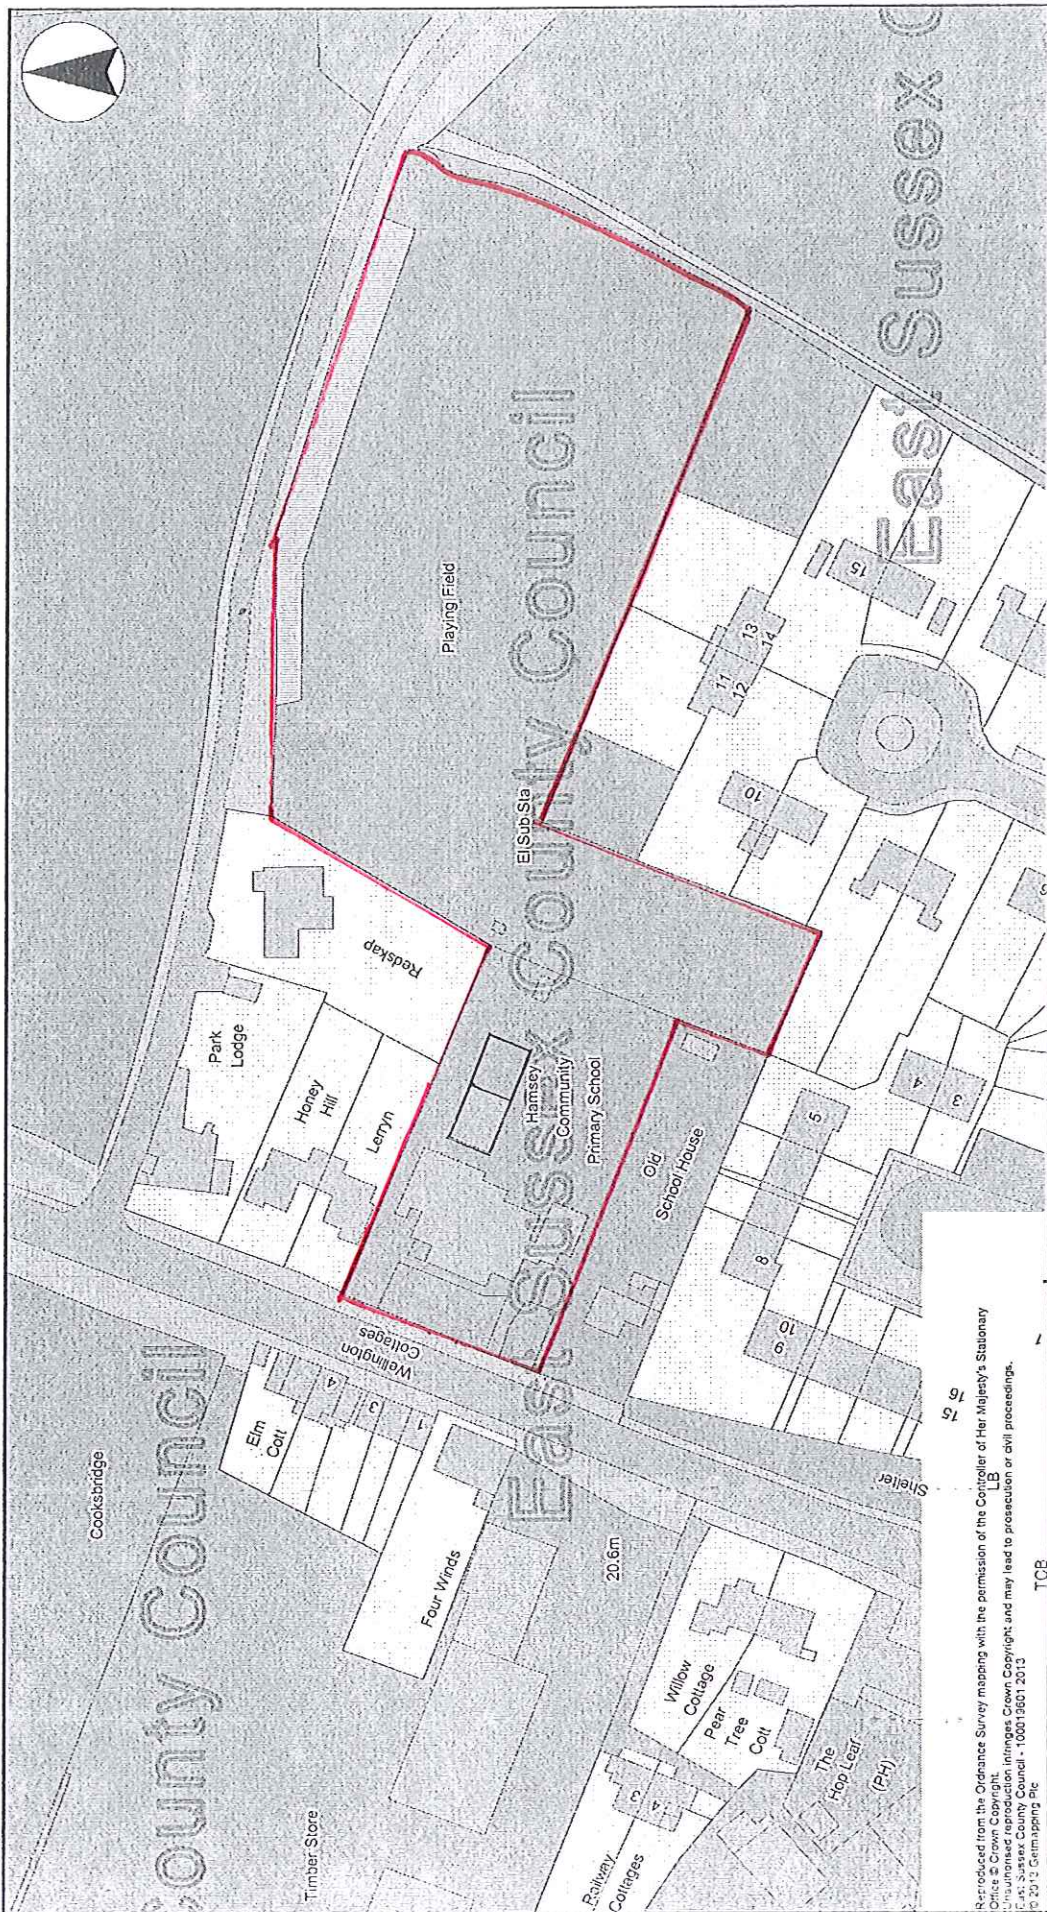 East Sussex C
County Council
East Sussex County Council
Cooksbridge
Timber Store
Park
Lodge
Honey
Hill
Lerryn
Redskap
Playing Field
El Sub Sta
Hamsey
Community
Primary School
Old
School House
Wellington
Cottages
Elm
Cott
4
3
1
Four Winds
20.6m
Willow
Cottage
Pear
Tree
Cott
The
Hop Leaf
(PH)
3
4
Railway
Cottages
15
13
14
11
12
10
5
4
3
8
10
9
16
15
Shelter
LB
TCB
1
6
Reproduced from the Ordnance Survey mapping with the permission of the Controller of Her Majesty's Stationary
Office © Crown Copyright.
Unauthorised reproduction infringes Crown Copyright and may lead to prosecution or civil proceedings.
East Sussex County Council - 100019601 2013
© 2013 Getmapping Plc